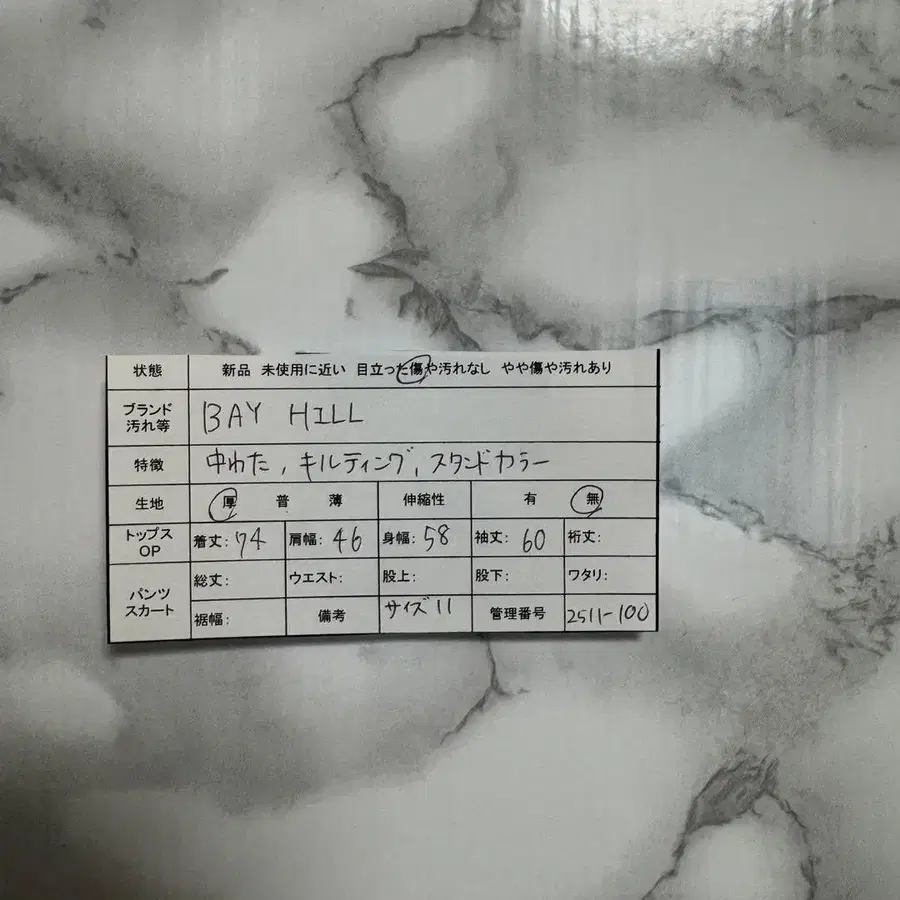 状態 新品 未使用に近い 目立った傷や汚れなし やや傷や汚れあり
ブランド 汚れ等 BAY HILL
特徴 中わた, キルティング, スタンドカラー
生地 厚 普 薄 伸縮性 有 無
トップス OP 着丈: 74 肩幅: 46 身幅: 58 袖丈: 60 裄丈:
パンツ スカート 総丈: ウエスト: 股上: 股下: ワタリ:
裾幅: 備考 サイズ11 管理番号 2511-100